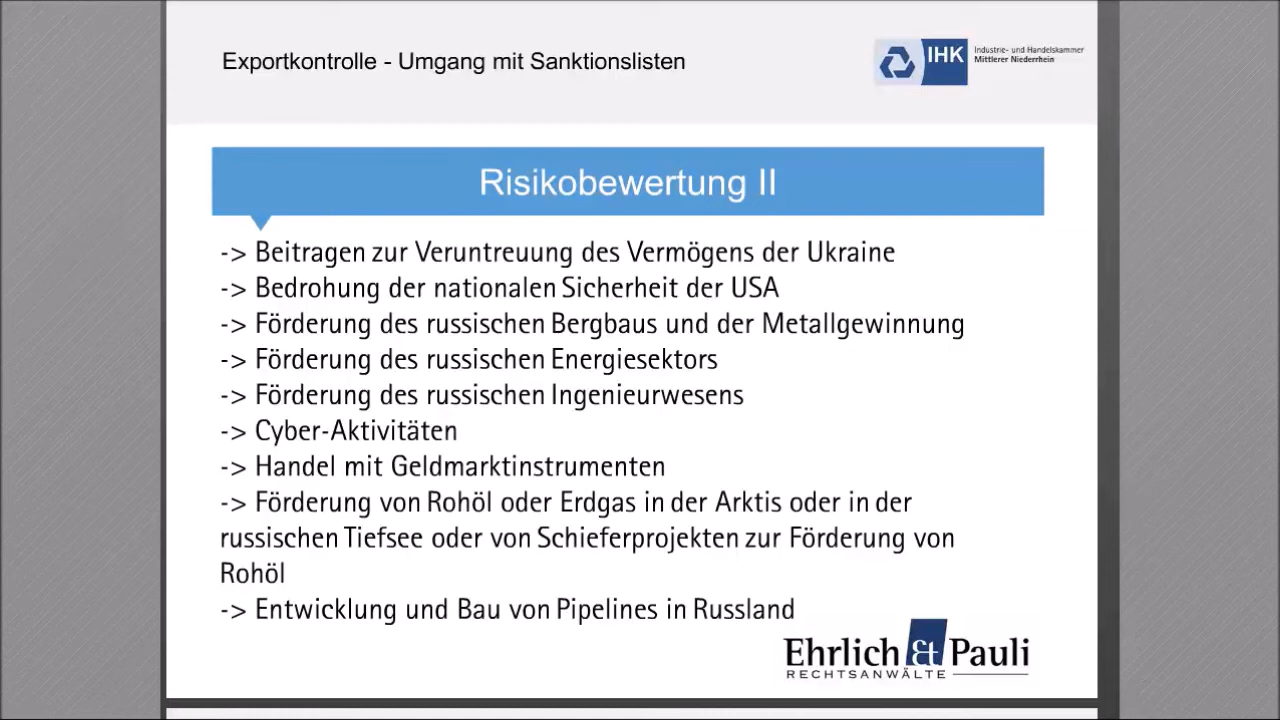 Exportkontrolle - Umgang mit Sanktionslisten
IHK
Industrie- und Handelskammer
Mittlerer Niederrhein
Risikobewertung II
-> Beitragen zur Veruntreuung des Vermögens der Ukraine
-> Bedrohung der nationalen Sicherheit der USA
-> Förderung des russischen Bergbaus und der Metallgewinnung
-> Förderung des russischen Energiesektors
-> Förderung des russischen Ingenieurwesens
-> Cyber-Aktivitäten
-> Handel mit Geldmarktinstrumenten
-> Förderung von Rohöl oder Erdgas in der Arktis oder in der
russischen Tiefsee oder von Schieferprojekten zur Förderung von
Rohöl
-> Entwicklung und Bau von Pipelines in Russland
Ehrlich & Pauli
RECHTSANWÄLTE